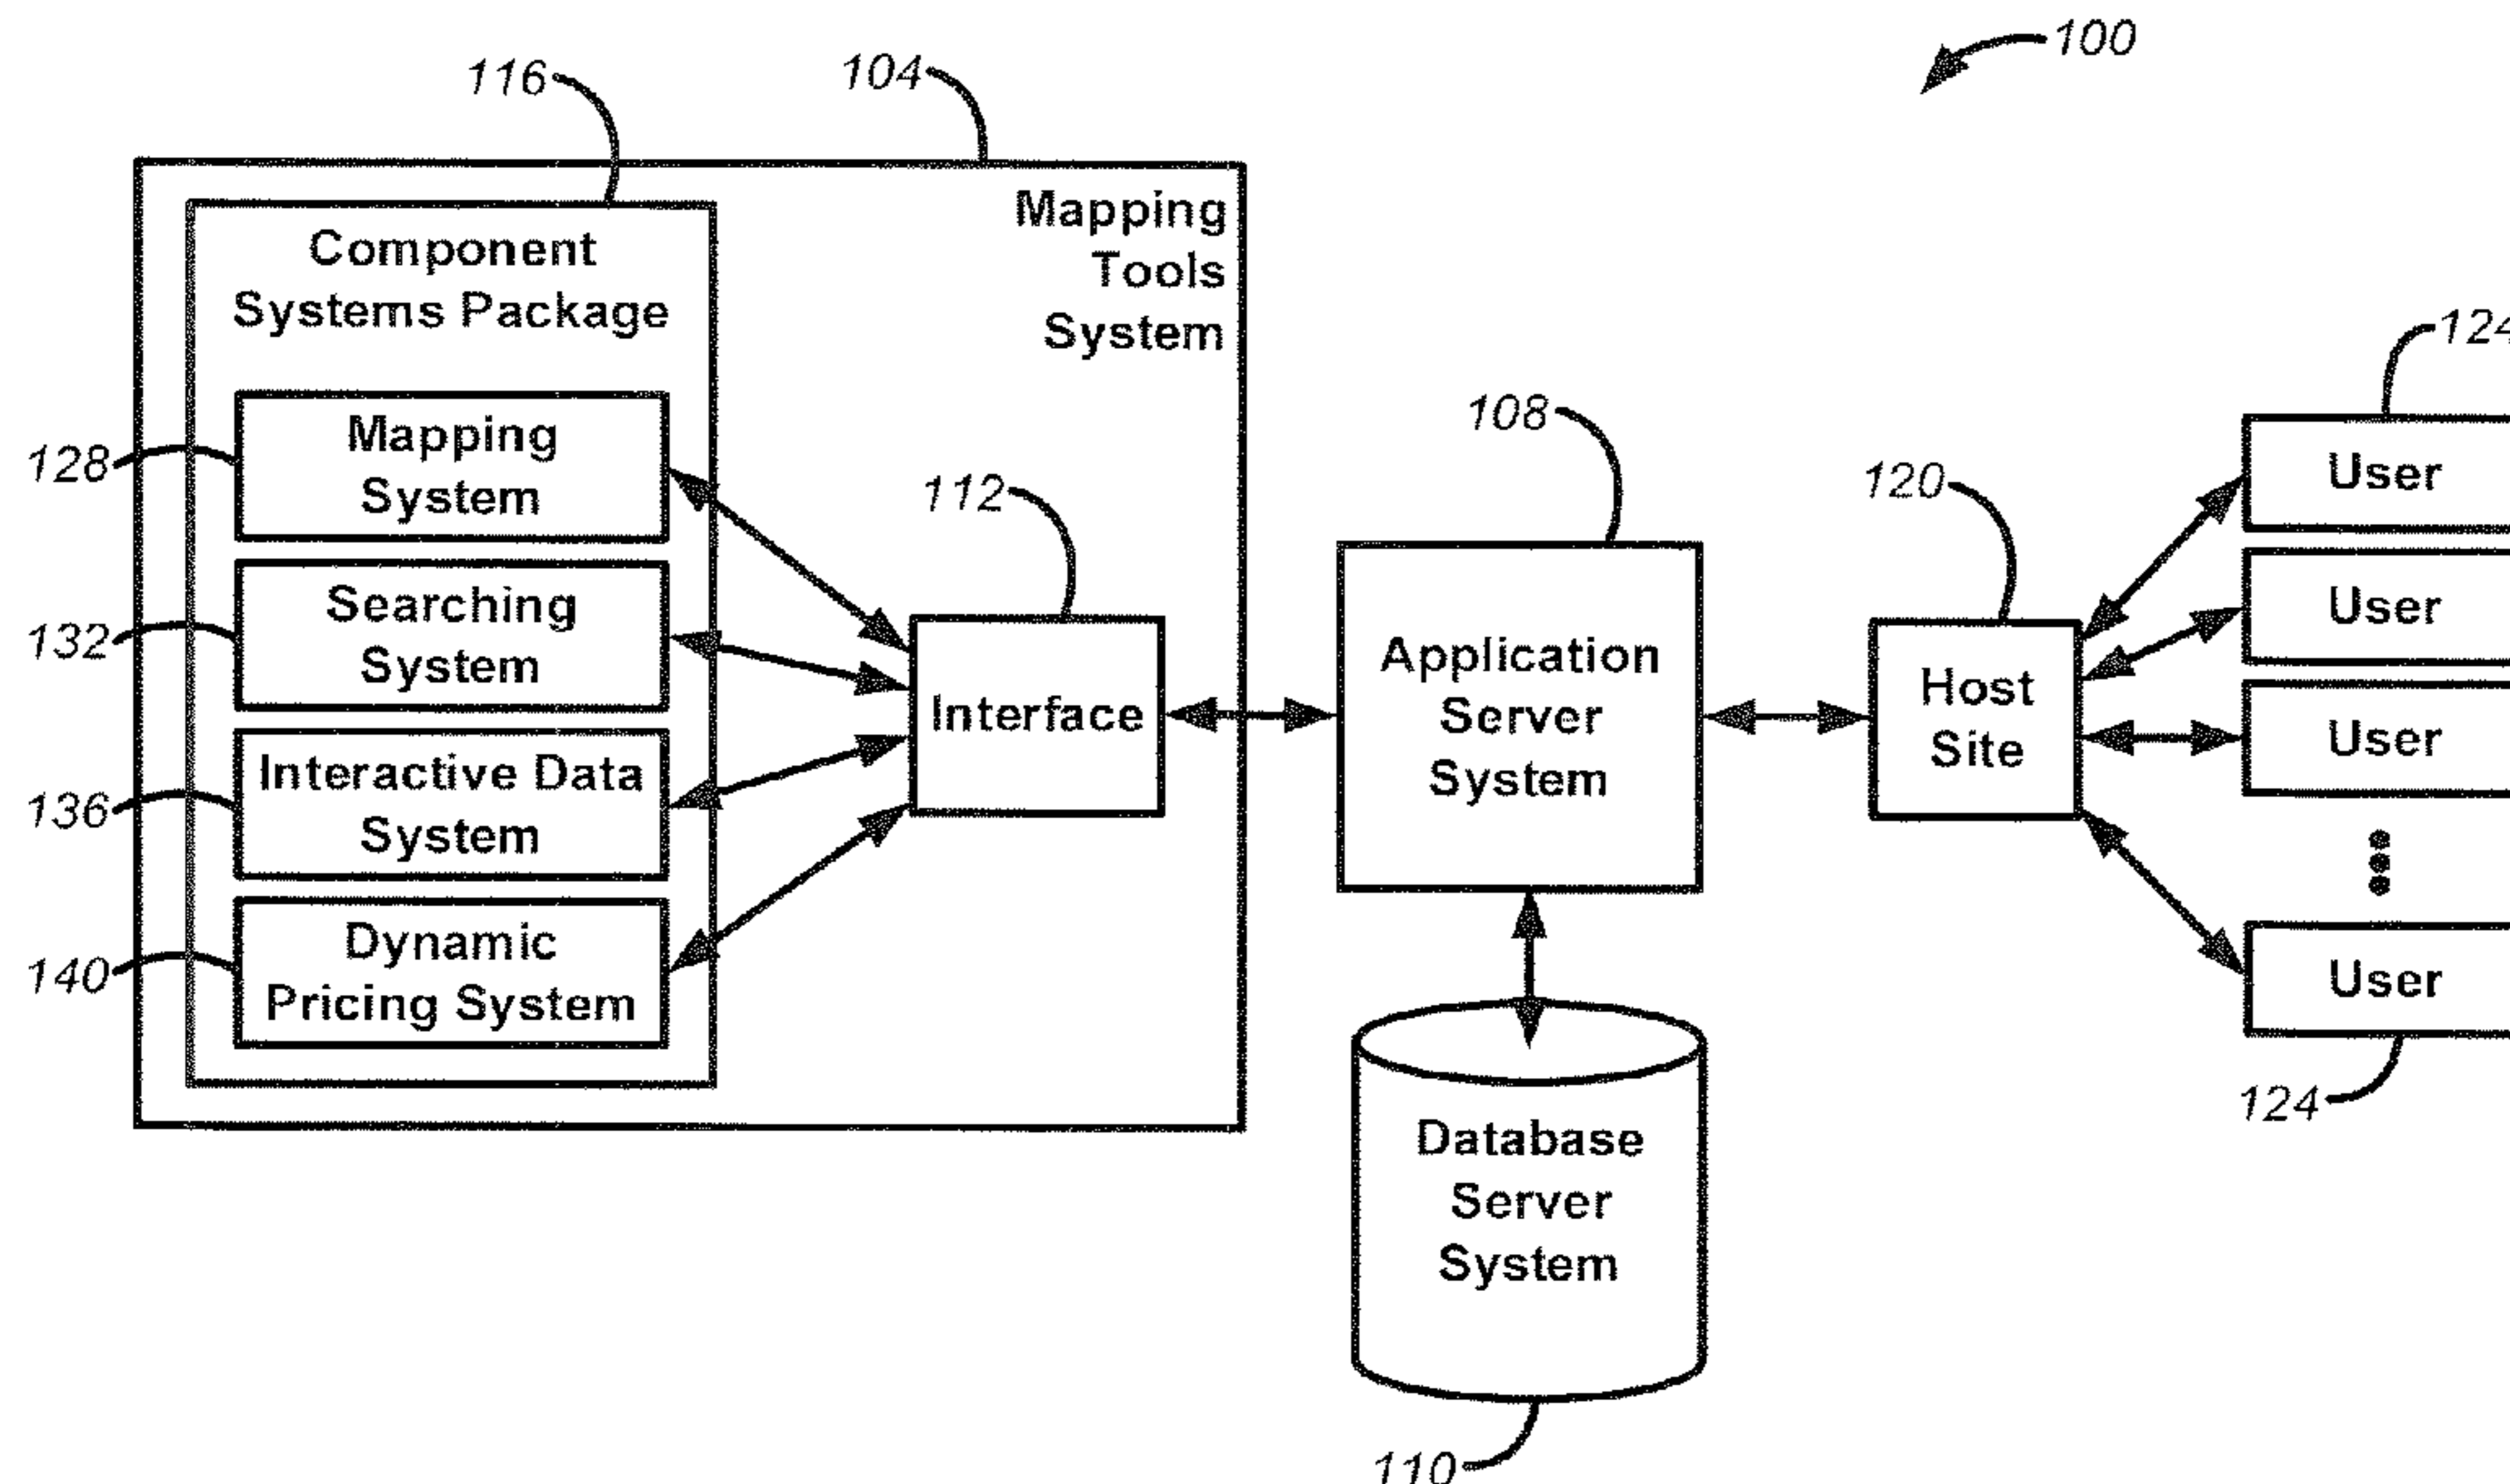 100
116
104
Mapping
Tools
System
Component
Systems Package
128
Mapping
System
132
Searching
System
136
Interactive Data
System
140
Dynamic
Pricing System
112
Interface
108
Application
Server
System
Database
Server
System
110
120
Host
Site
124
User
User
User
User
124